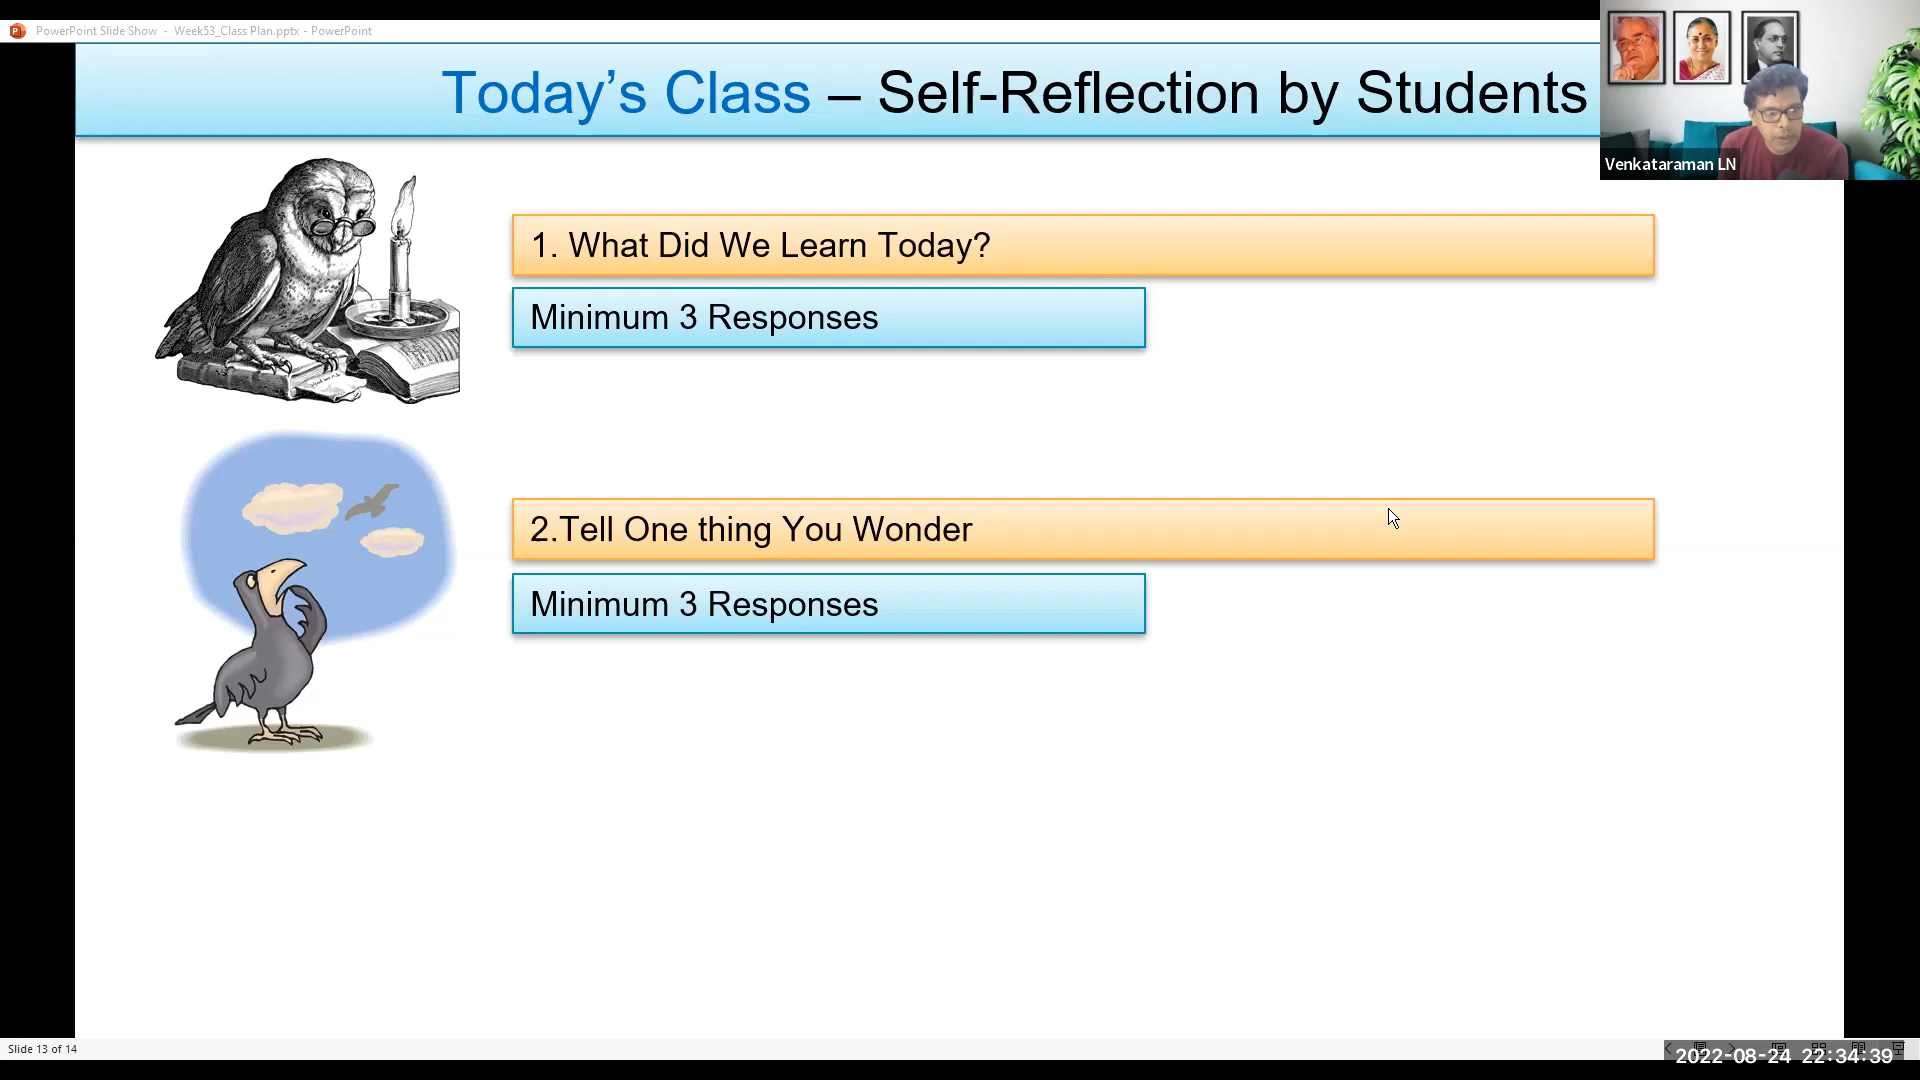 PowerPoint Slide Show - Week53_Class Plan.pptx - PowerPoint
Today’s Class – Self-Reflection by Students
Venkataraman LN
1. What Did We Learn Today?
Minimum 3 Responses
2.Tell One thing You Wonder
Minimum 3 Responses
Slide 13 of 14
2022-08-24 22:34:39